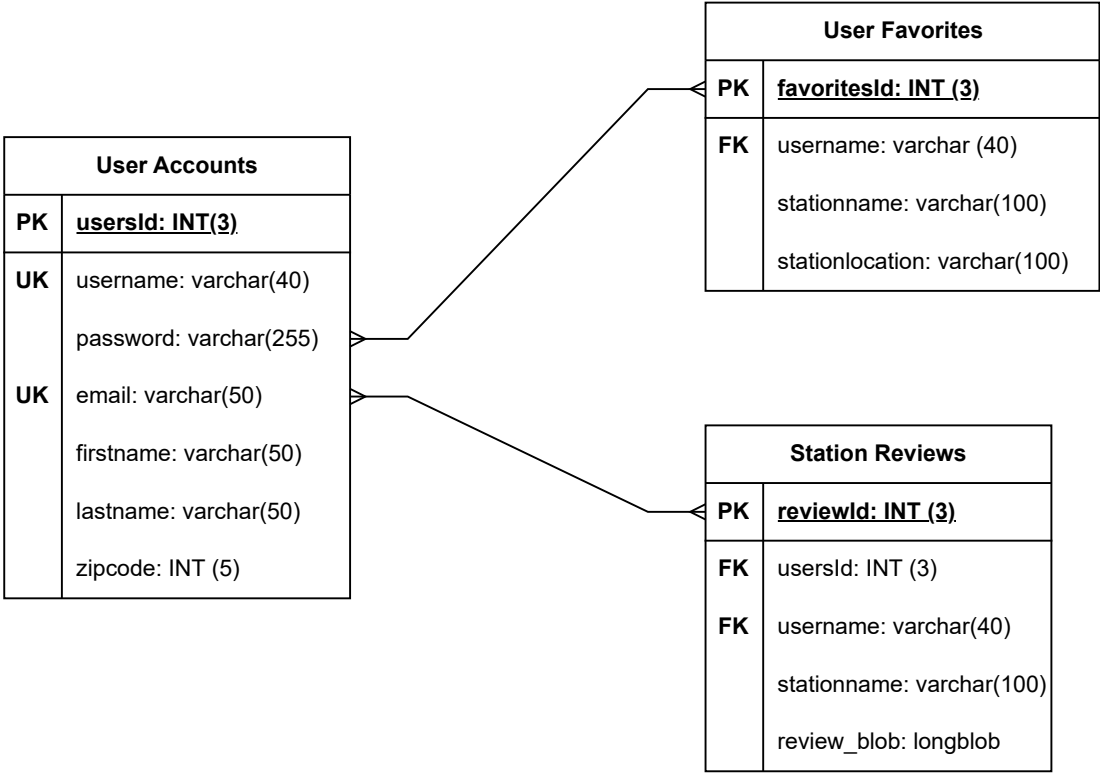 User Accounts
PK usersId: INT(3)
UK username: varchar(40)
password: varchar(255)
UK email: varchar(50)
firstname: varchar(50)
lastname: varchar(50)
zipcode: INT (5)
User Favorites
PK favoritesId: INT (3)
FK username: varchar (40)
stationname: varchar(100)
stationlocation: varchar(100)
Station Reviews
PK reviewId: INT (3)
FK usersId: INT (3)
FK username: varchar(40)
stationname: varchar(100)
review_blob: longblob